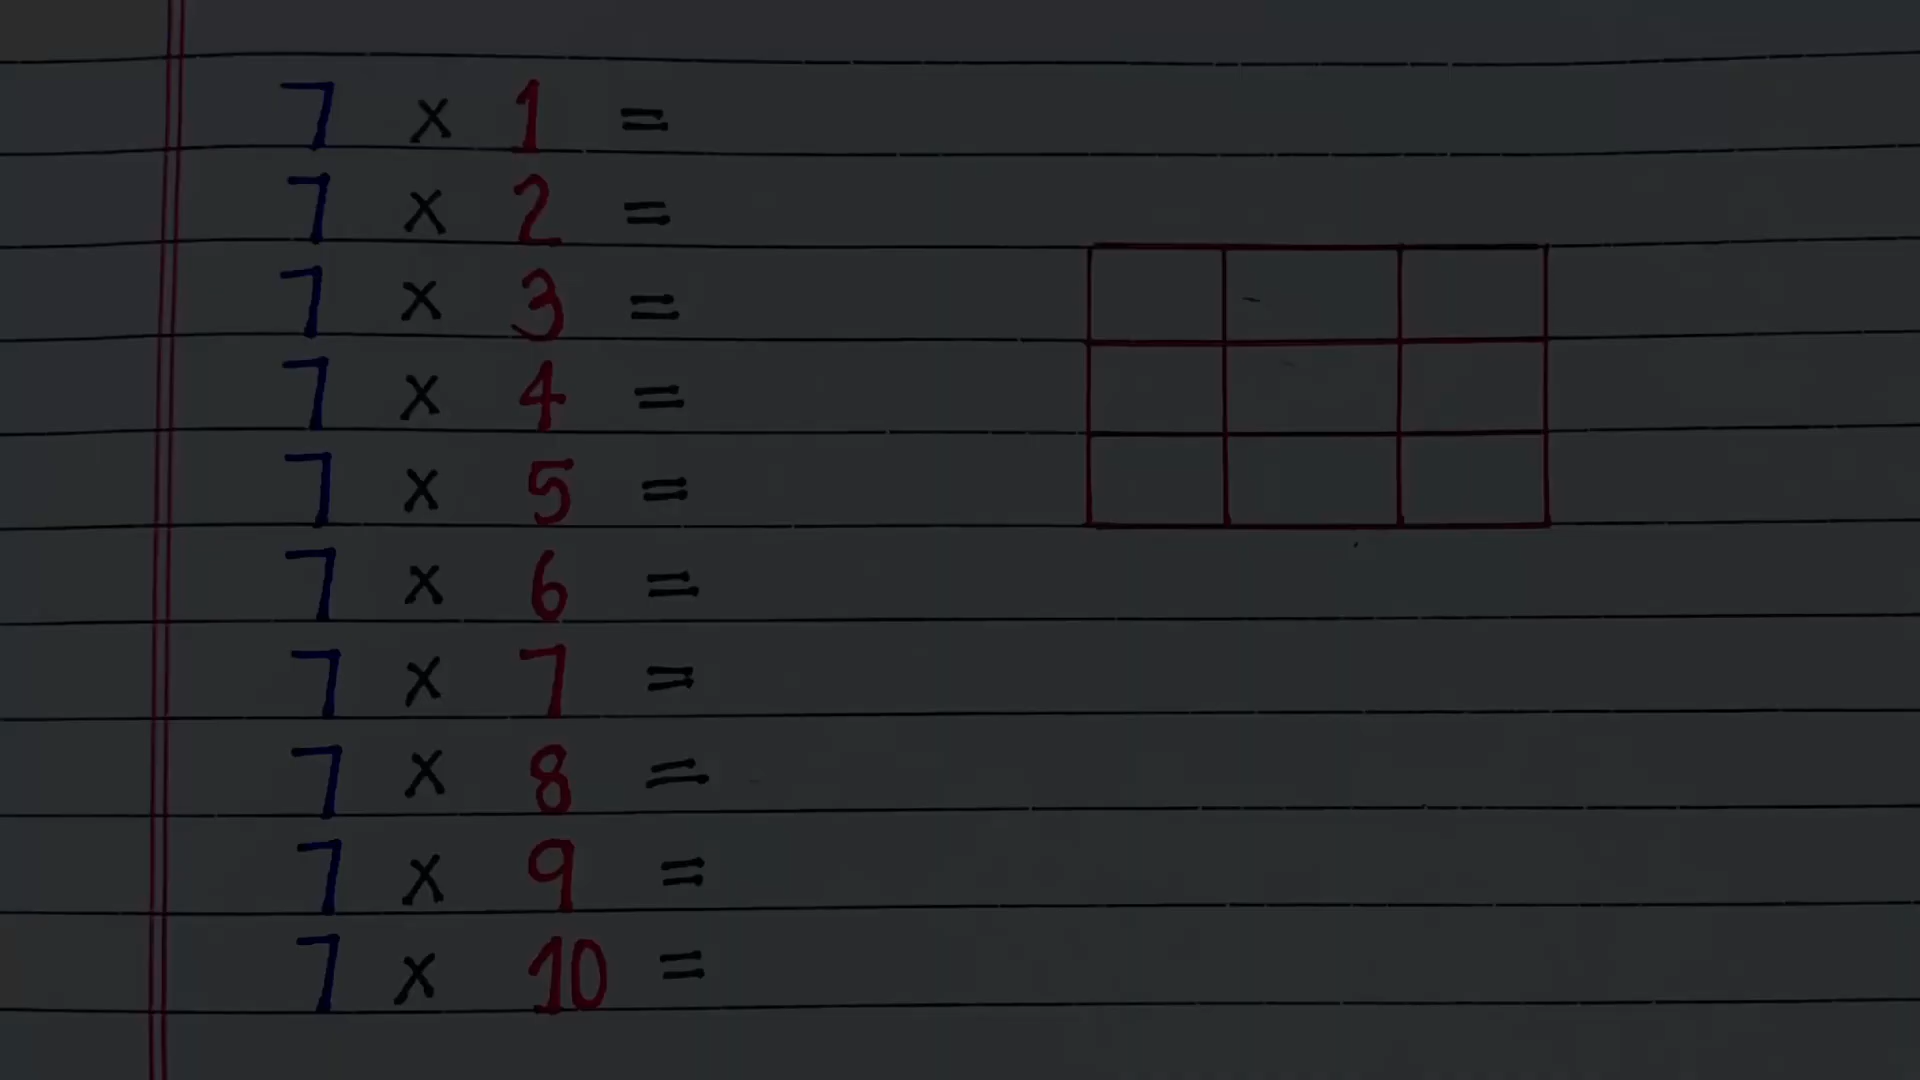 7 × 1 =
7 × 2 =
7 × 3 =
7 × 4 =
7 × 5 =
7 × 6 =
7 × 7 =
7 × 8 =
7 × 9 =
7 × 10 =